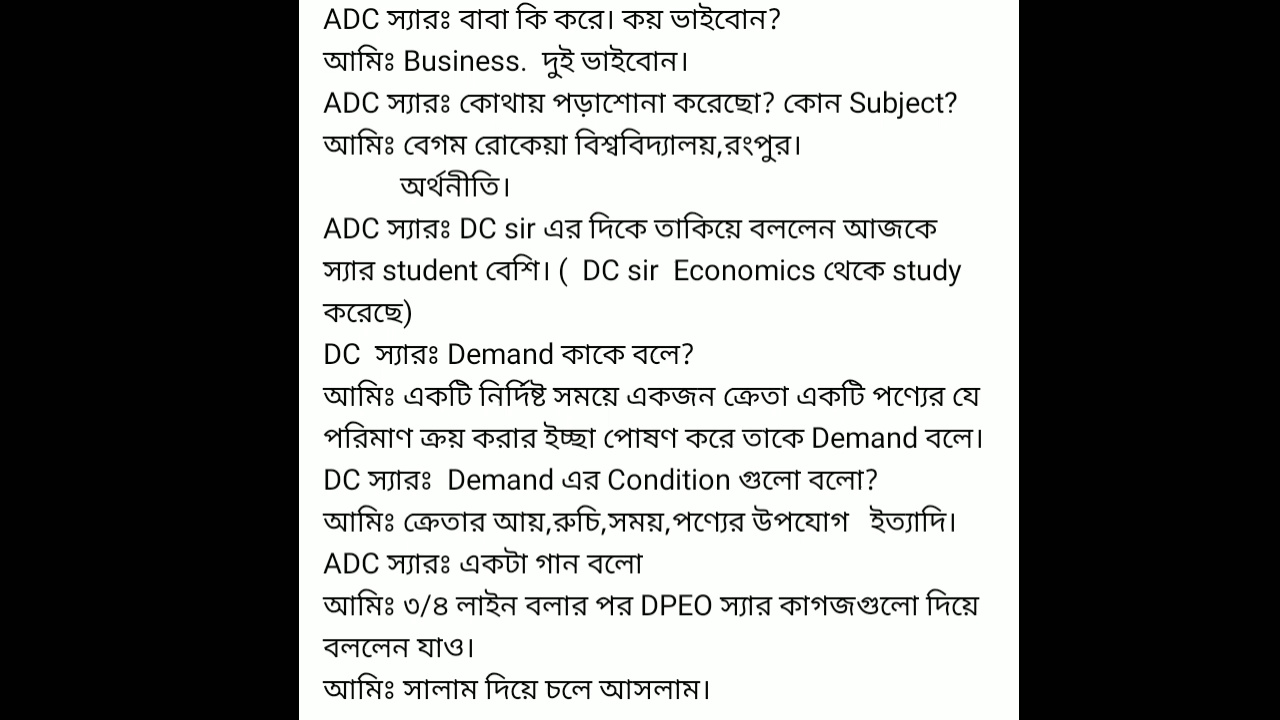 ADC স্যারঃ বাবা কি করে। কয় ভাইবোন?
আমিঃ Business. দুই ভাইবোন।
ADC স্যারঃ কোথায় পড়াশোনা করেছো? কোন Subject?
আমিঃ বেগম রোকেয়া বিশ্ববিদ্যালয়,রংপুর।
অর্থনীতি।
ADC স্যারঃ DC sir এর দিকে তাকিয়ে বললেন আজকে
স্যার student বেশি। ( DC sir Economics থেকে study
করেছে)
DC স্যারঃ Demand কাকে বলে?
আমিঃ একটি নির্দিষ্ট সময়ে একজন ক্রেতা একটি পণ্যের যে
পরিমাণ ক্রয় করার ইচ্ছা পোষণ করে তাকে Demand বলে।
DC স্যারঃ Demand এর Condition গুলো বলো?
আমিঃ ক্রেতার আয়,রুচি,সময়,পণ্যের উপযোগ ইত্যাদি।
ADC স্যারঃ একটা গান বলো
আমিঃ ৩/৪ লাইন বলার পর DPEO স্যার কাগজগুলো দিয়ে
বললেন যাও।
আমিঃ সালাম দিয়ে চলে আসলাম।